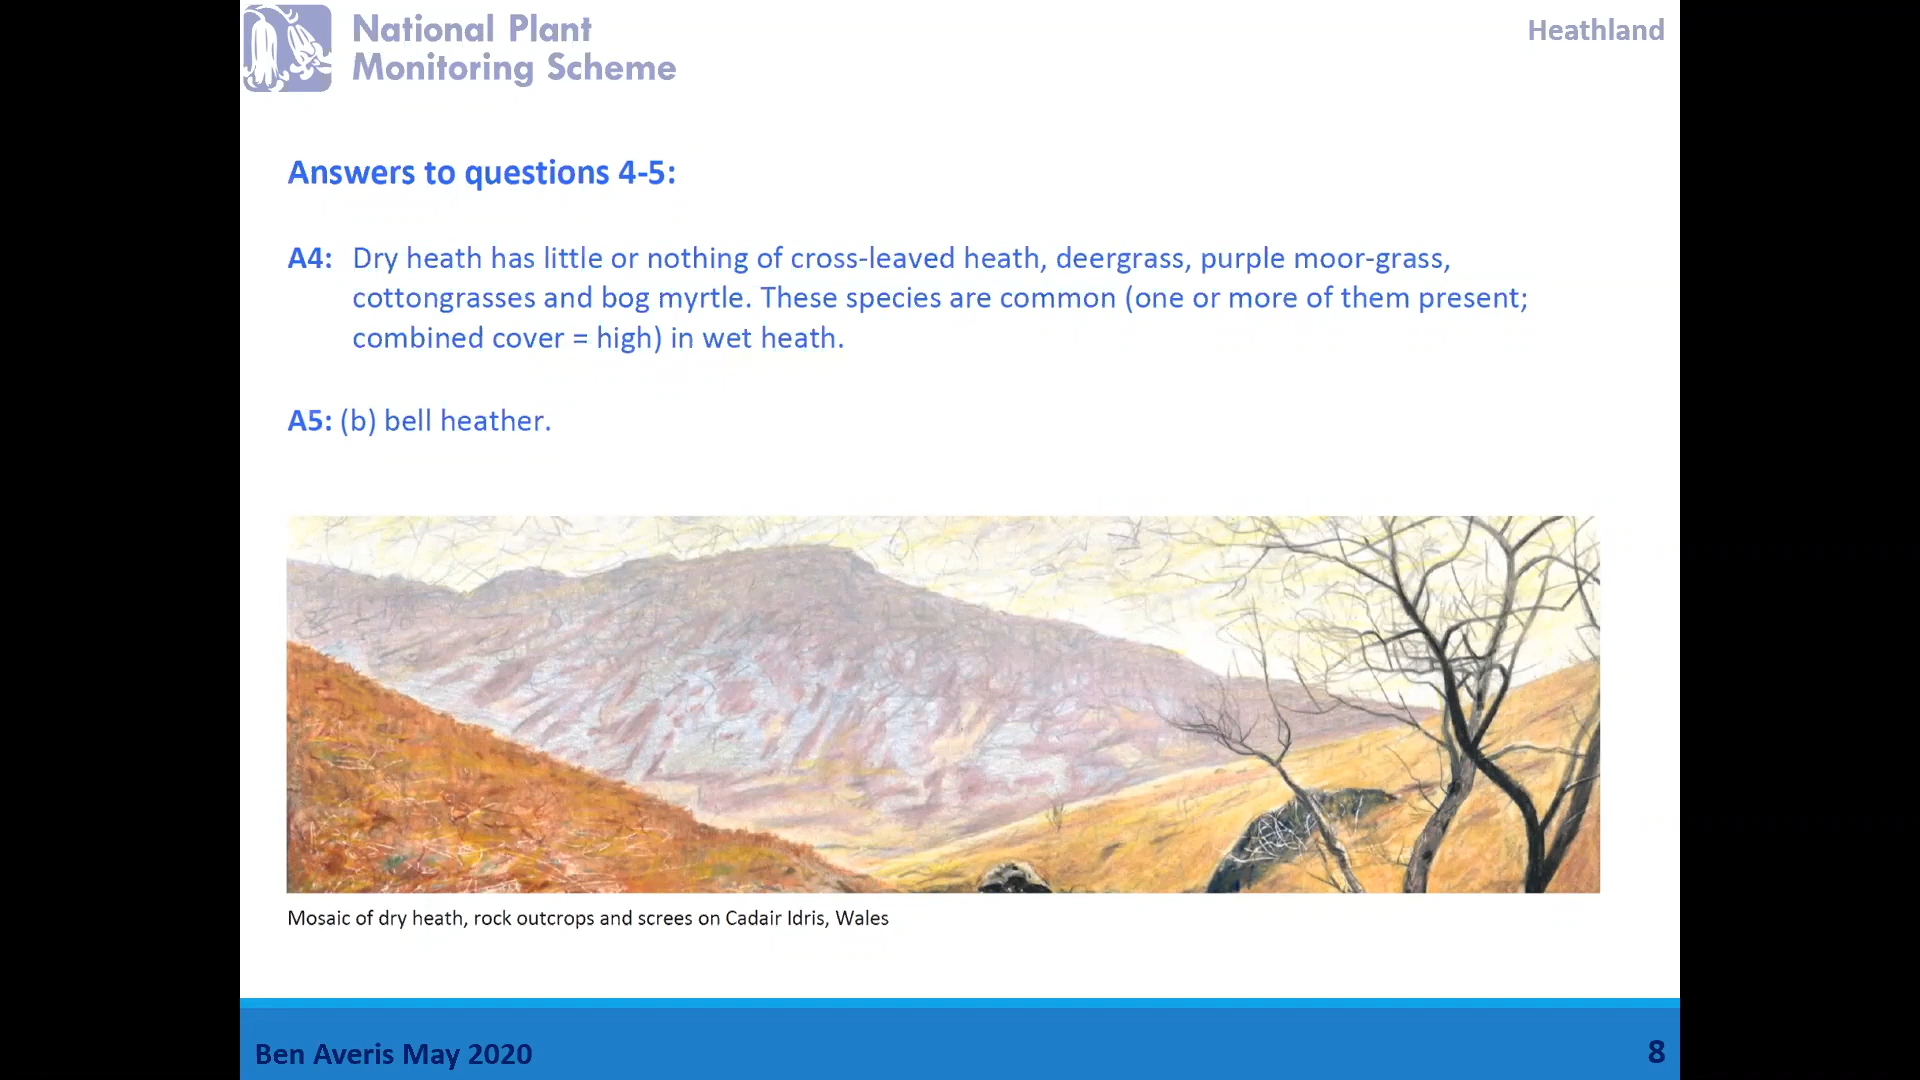 National Plant
Monitoring Scheme
Heathland
Answers to questions 4-5:
A4: Dry heath has little or nothing of cross-leaved heath, deergrass, purple moor-grass,
cottongrasses and bog myrtle. These species are common (one or more of them present;
combined cover = high) in wet heath.
A5: (b) bell heather.
Mosaic of dry heath, rock outcrops and screes on Cadair Idris, Wales
Ben Averis May 2020
8